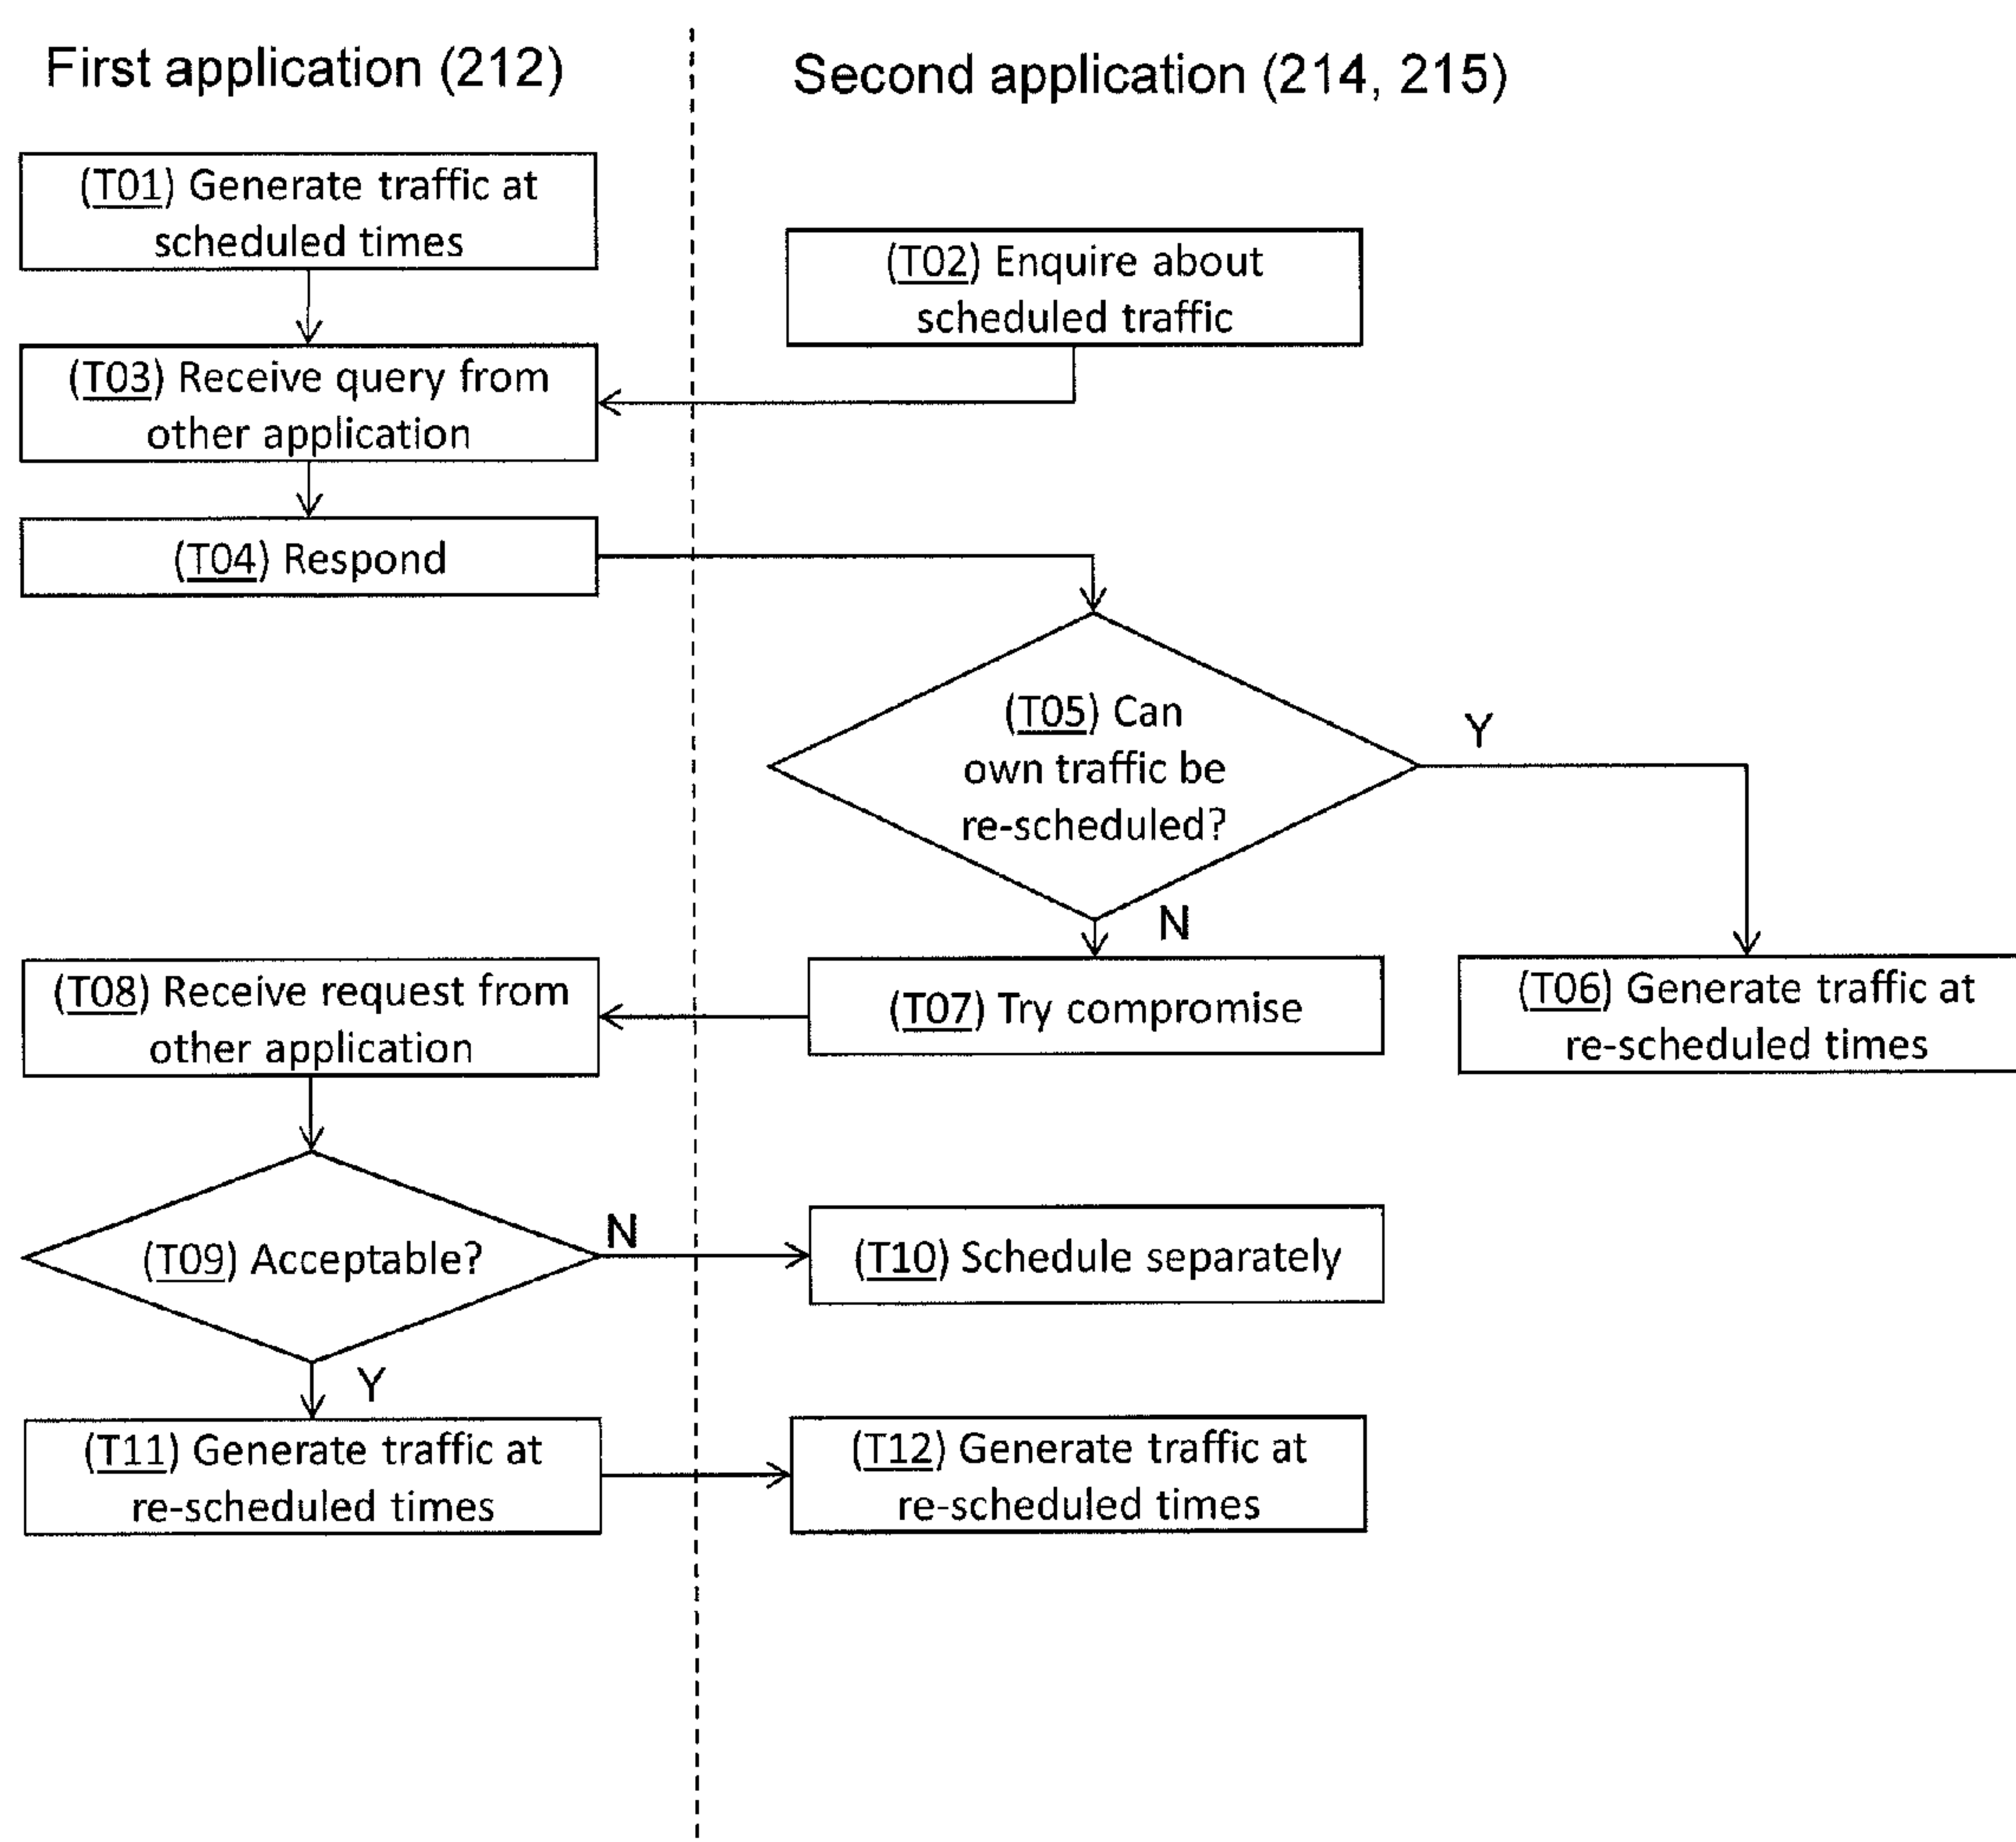 First application (212)
Second application (214, 215)
(T01) Generate traffic at
scheduled times
(T02) Enquire about
scheduled traffic
(T03) Receive query from
other application
(T04) Respond
(T05) Can
own traffic be
re-scheduled?
Y
N
(T06) Generate traffic at
re-scheduled times
(T07) Try compromise
(T08) Receive request from
other application
(T09) Acceptable?
N
(T10) Schedule separately
Y
(T11) Generate traffic at
re-scheduled times
(T12) Generate traffic at
re-scheduled times